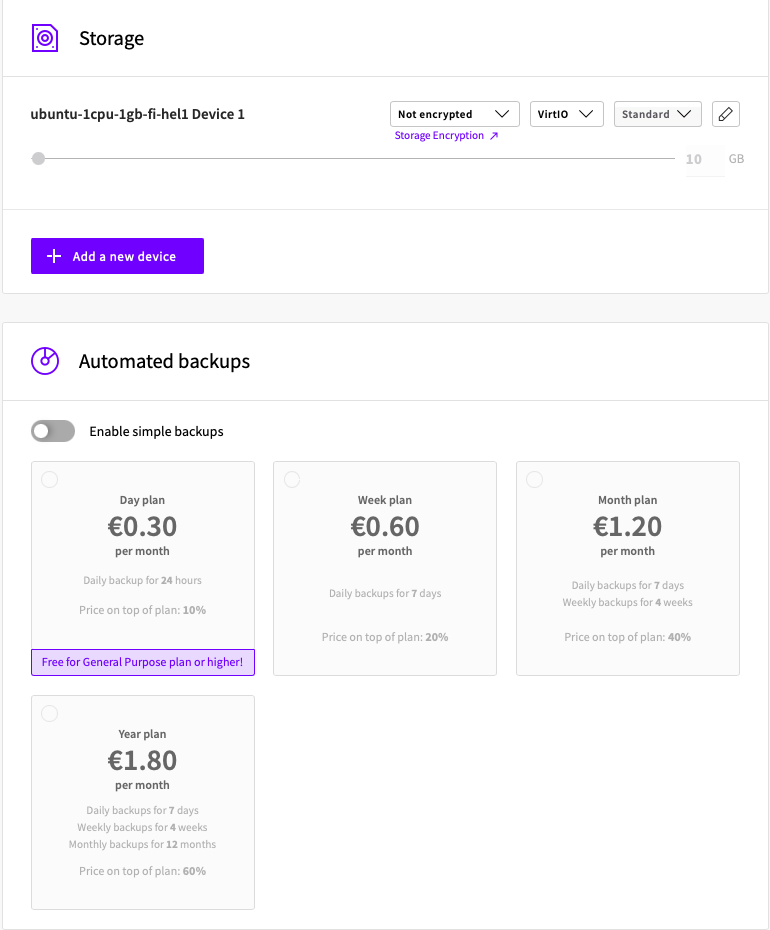 Storage
ubuntu-1cpu-1gb-fi-hel1 Device 1
Not encrypted
VirtIO
Standard
Storage Encryption
10 GB
Add a new device
Automated backups
Enable simple backups
Day plan
€0.30
per month
Daily backup for 24 hours
Price on top of plan: 10%
Free for General Purpose plan or higher!
Week plan
€0.60
per month
Daily backups for 7 days
Price on top of plan: 20%
Month plan
€1.20
per month
Daily backups for 7 days
Weekly backups for 4 weeks
Price on top of plan: 40%
Year plan
€1.80
per month
Daily backups for 7 days
Weekly backups for 4 weeks
Monthly backups for 12 months
Price on top of plan: 60%